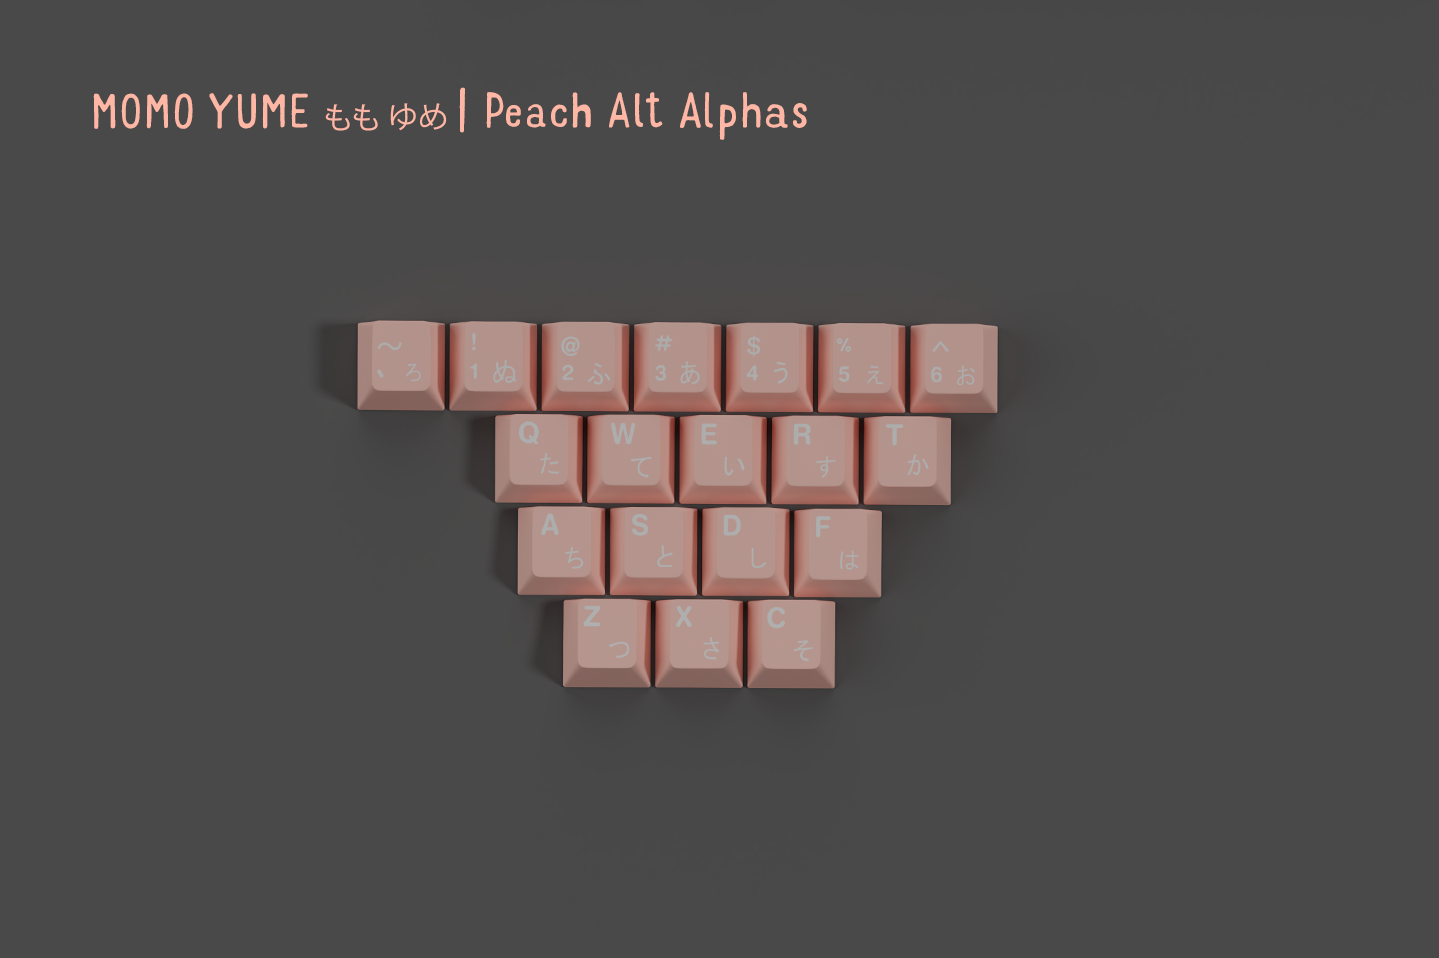 MOMO YUME もも ゆめ | Peach Alt Alphas
~ ! @ # $ % ^
、ろ 1 ぬ 2 ふ 3 あ 4 う 5 え 6 お
Q W E R T
た て い す か
A S D F
ち と し は
Z X C
つ さ そ